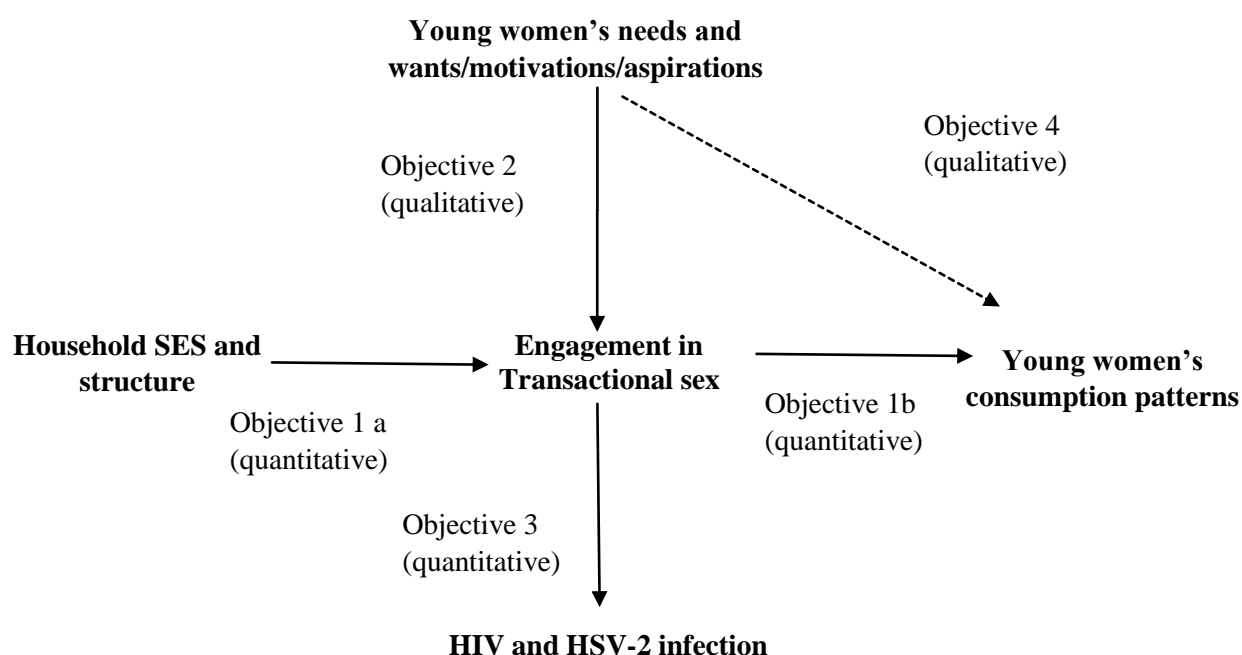 Young women’s needs and
wants/motivations/aspirations
Objective 4
(qualitative)
Objective 2
(qualitative)
Household SES and
structure
Engagement in
Transactional sex
Young women’s
consumption patterns
Objective 1 a
(quantitative)
Objective 1b
(quantitative)
Objective 3
(quantitative)
HIV and HSV-2 infection